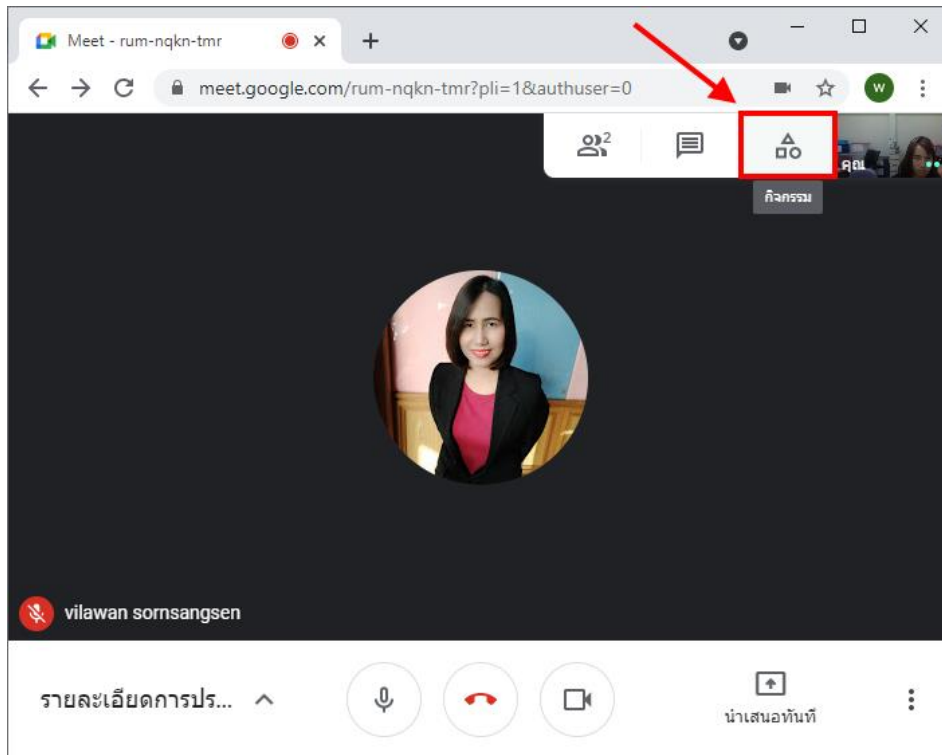 Meet - rum-nqkn-tmr
meet.google.com/rum-nqkn-tmr?pli=1&authuser=0
W
2
คุณ
กิจกรรม
vilawan sornsangsen
รายละเอียดการปร...
นำเสนอทันที